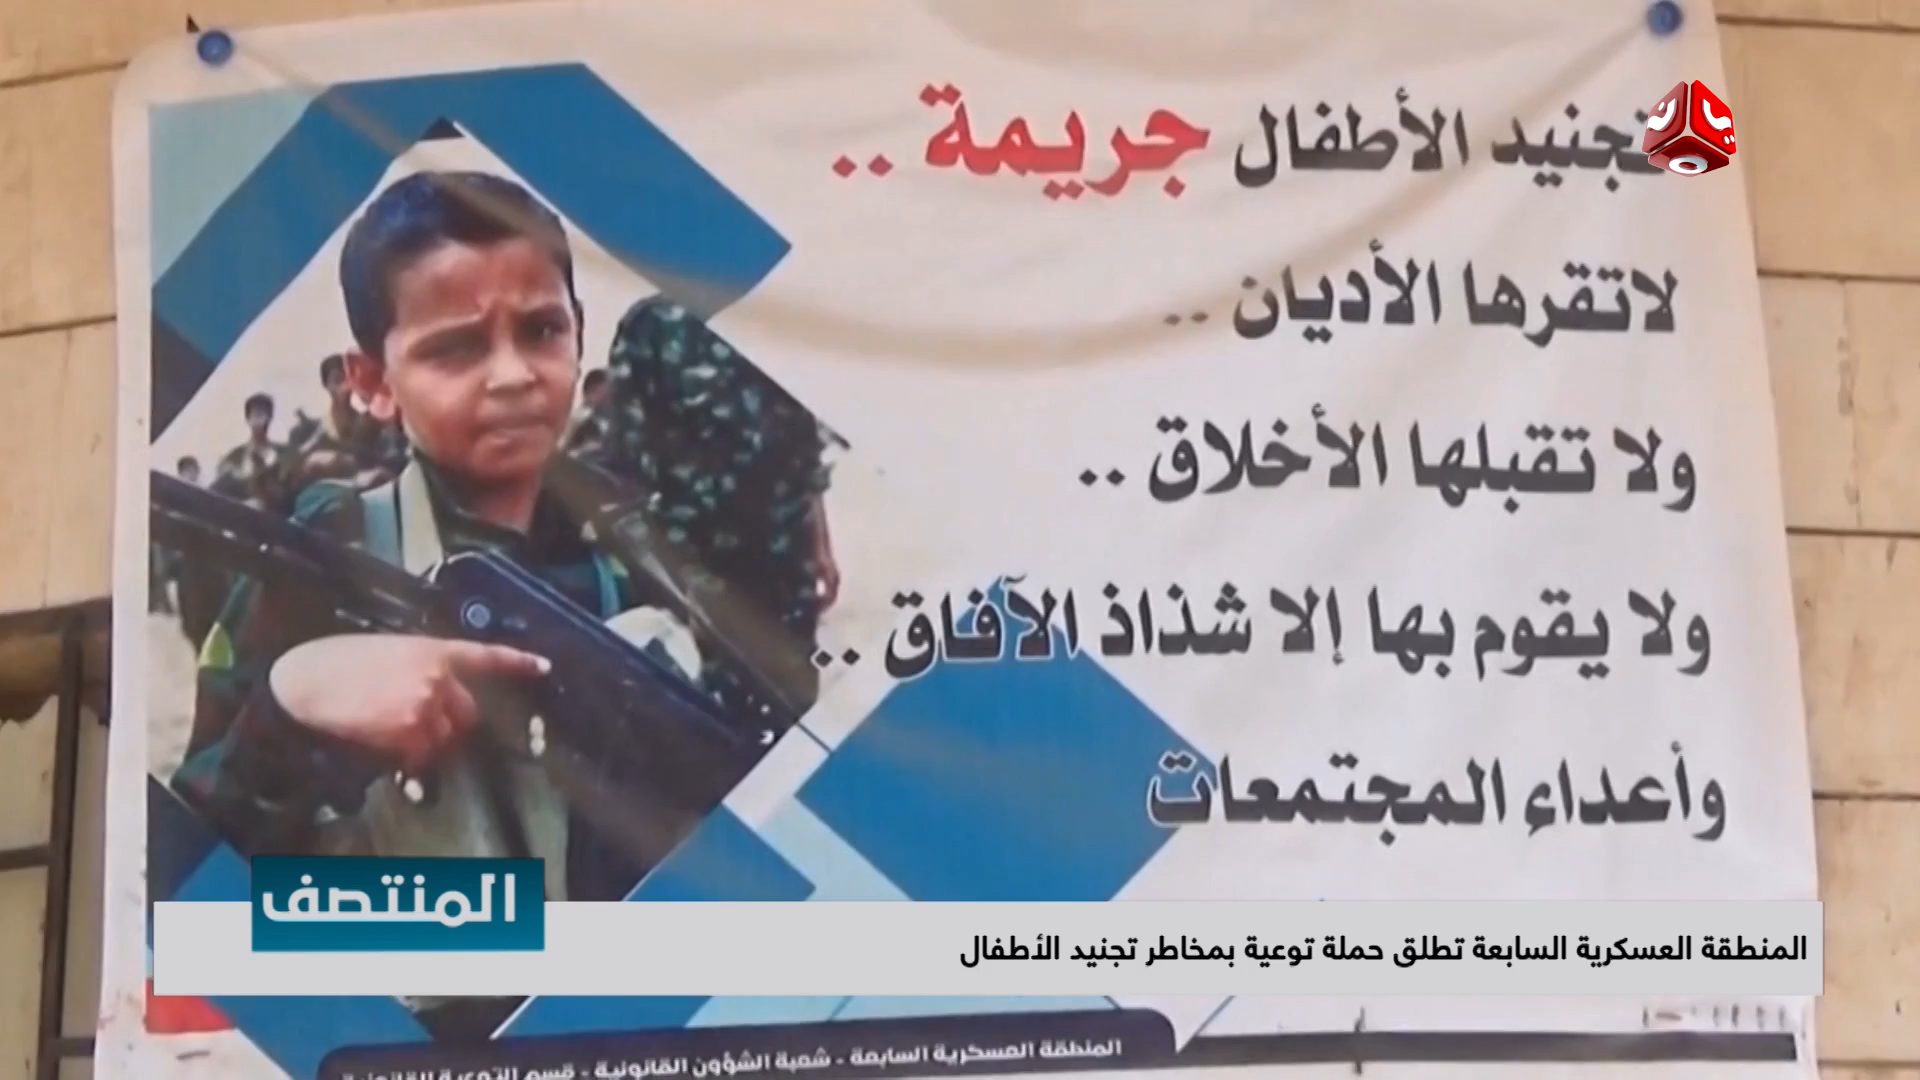 تجنيد الأطفال جريمة ..
لاتقرها الأديان ..
ولا تقبلها الأخلاق ..
ولا يقوم بها إلا شذاذ الآفاق ..
وأعداء المجتمعات
المنتصف
المنطقة العسكرية السابعة تطلق حملة توعية بمخاطر تجنيد الأطفال
المنطقة العسكرية السابعة - شعبة الشؤون القانونية - قسم التوعية القانونية